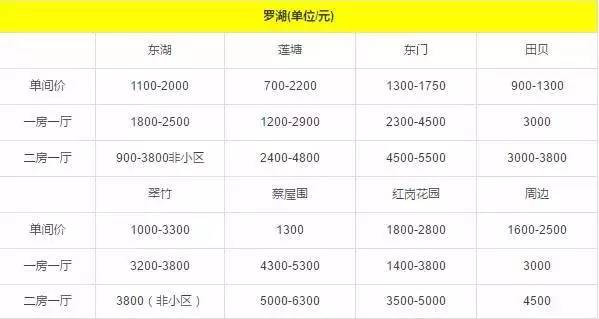 罗湖(单位/元)
东湖 莲塘 东门 田贝
单间价 1100-2000 700-2200 1300-1750 900-1300
一房一厅 1800-2500 1200-2900 2300-4500 3000
二房一厅 900-3800非小区 2400-4800 4500-5500 3000-3800
翠竹 蔡屋围 红岗花园 周边
单间价 1000-3300 1300 1800-2800 1600-2500
一房一厅 3200-3800 4300-5300 1400-3800 3000
二房一厅 3800（非小区） 5000-6300 3500-5000 4500